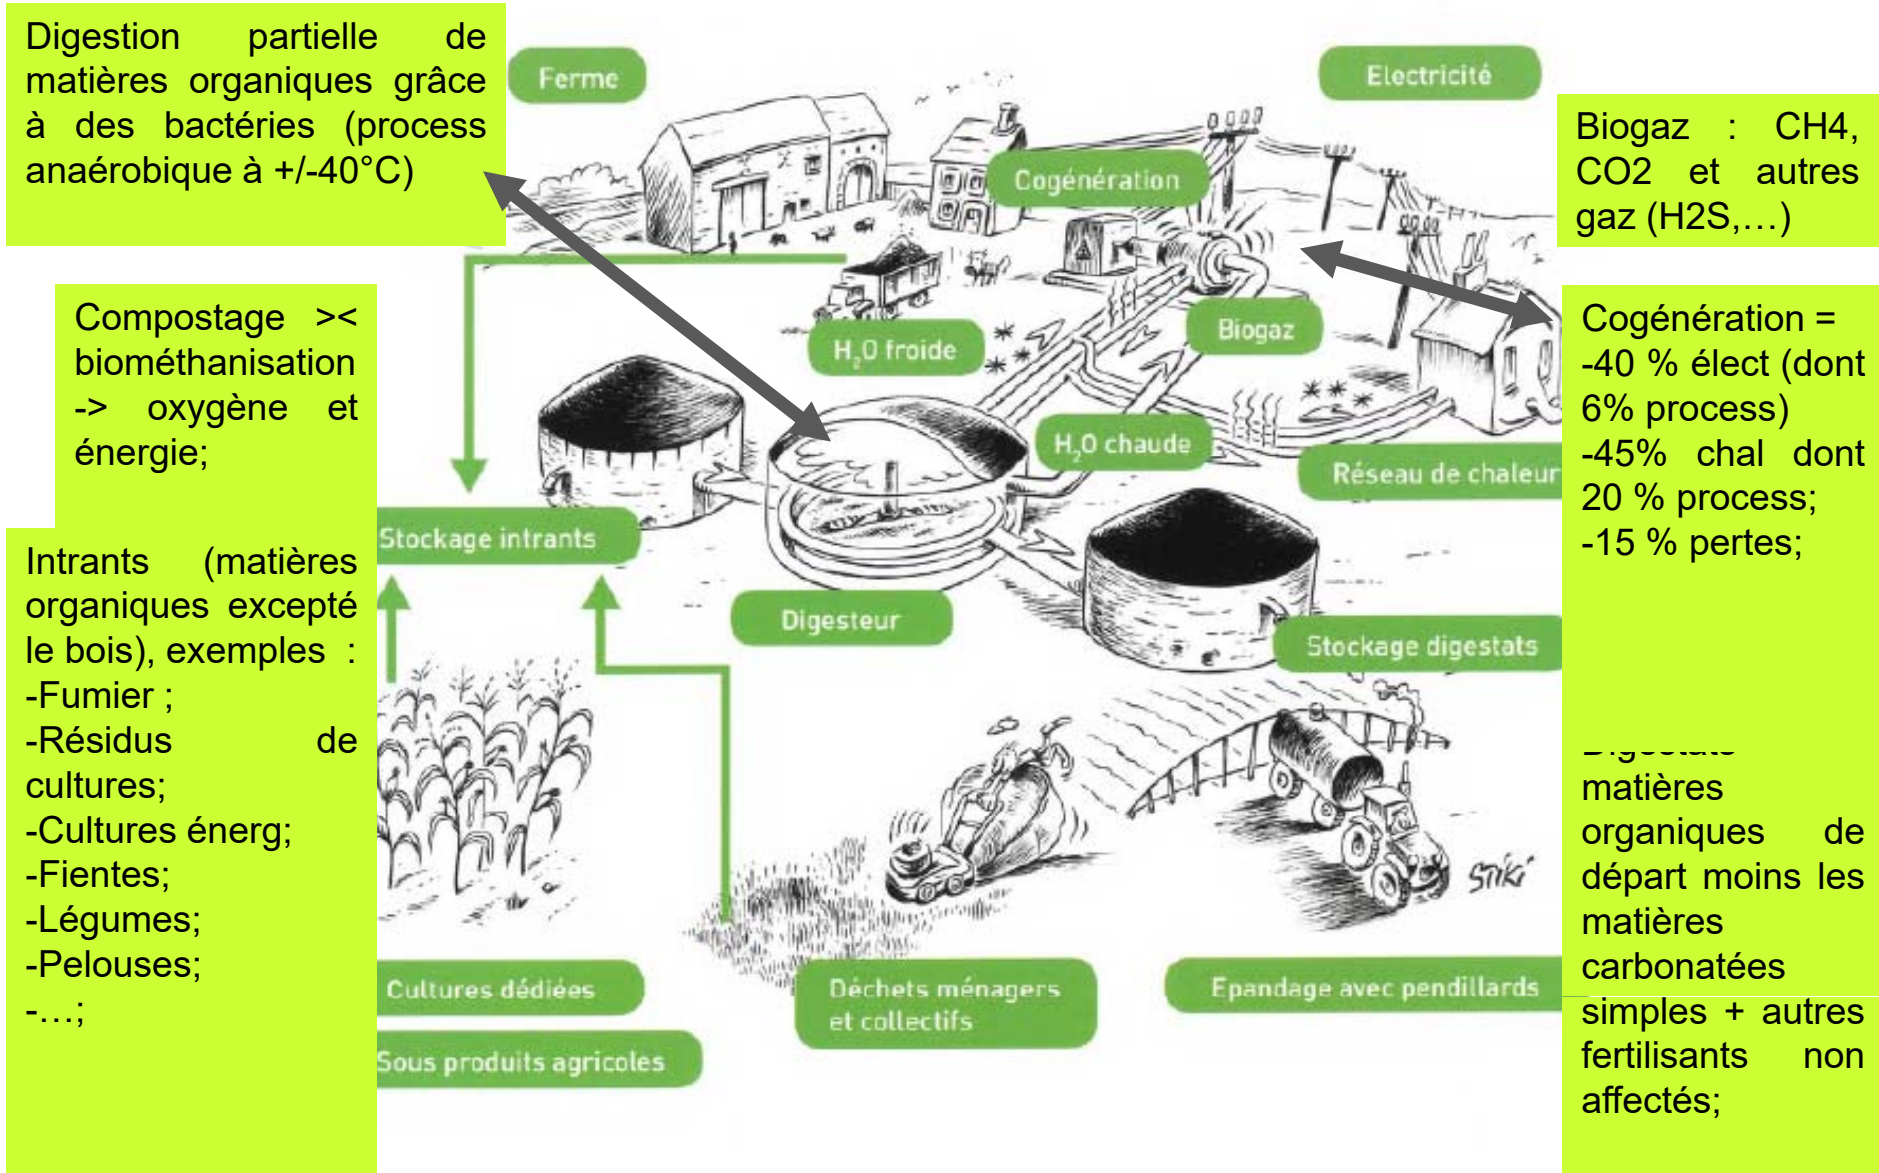 Digestion partielle de
matières organiques grâce
à des bactéries (process
anaérobique à +/-40°C)
Ferme
Electricité
Biogaz : CH4,
CO2 et autres
gaz (H2S,…)
Cogénération
Compostage ><
biométhanisation
-> oxygène et
énergie;
H₂O froide
Biogaz
Cogénération =
-40 % élect (dont
6% process)
-45% chal dont
20 % process;
-15 % pertes;
H₂O chaude
Réseau de chaleur
Stockage intrants
Digesteur
Stockage digestats
Intrants (matières
organiques excepté
le bois), exemples :
-Fumier ;
-Résidus de
cultures;
-Cultures énerg;
-Fientes;
-Légumes;
-Pelouses;
-…;
Digestats
matières
organiques de
départ moins les
matières
carbonatées
simples + autres
fertilisants non
affectés;
Stiki
Cultures dédiées
Déchets ménagers
et collectifs
Epandage avec pendillards
Sous produits agricoles